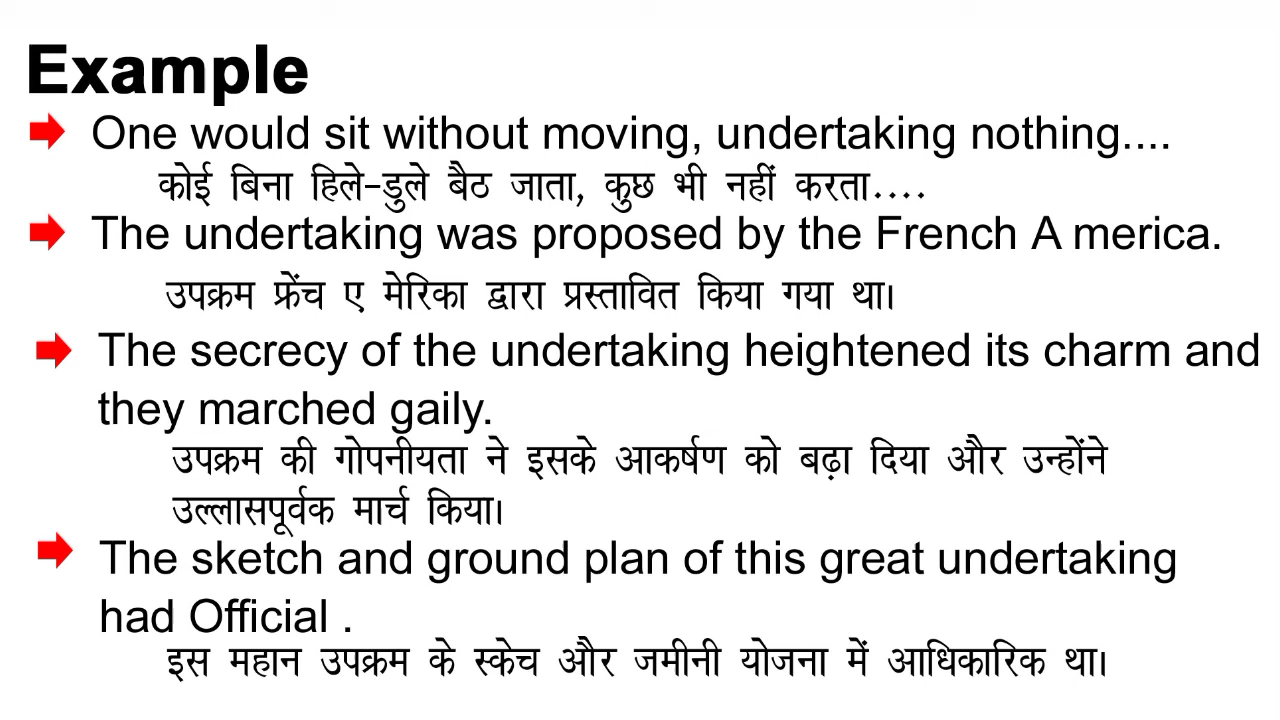 Example
One would sit without moving, undertaking nothing....
कोई बिना हिले-डुले बैठ जाता, कुछ भी नहीं करता....
The undertaking was proposed by the French A merica.
उपक्रम फ्रेंच ए मेरिका द्वारा प्रस्तावित किया गया था।
The secrecy of the undertaking heightened its charm and
they marched gaily.
उपक्रम की गोपनीयता ने इसके आकर्षण को बढ़ा दिया और उन्होंने
उल्लासपूर्वक मार्च किया।
The sketch and ground plan of this great undertaking
had Official .
इस महान उपक्रम के स्केच और जमीनी योजना में आधिकारिक था।